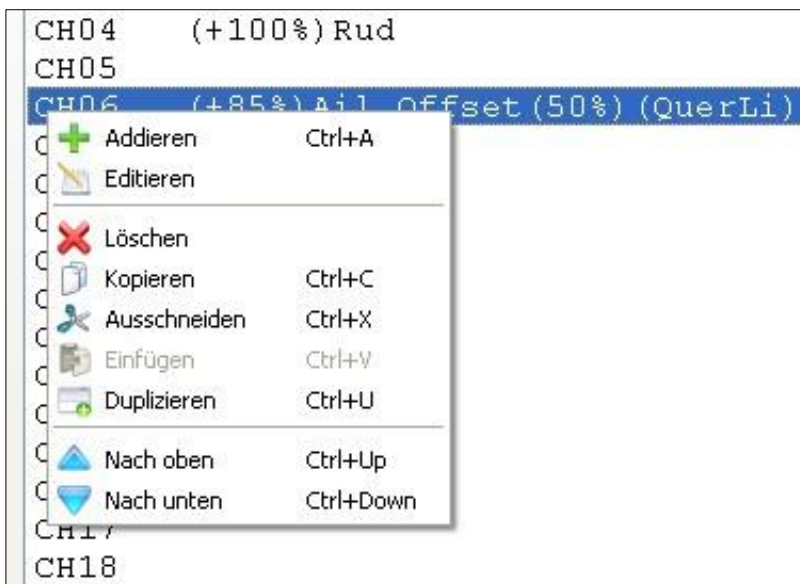 CH04 (+100%)Rud
CH05
CH06 (+85%)Ail Offset(50%)(QuerLi)
Addieren Ctrl+A
Editieren
Löschen
Kopieren Ctrl+C
Ausschneiden Ctrl+X
Einfügen Ctrl+V
Duplizieren Ctrl+U
Nach oben Ctrl+Up
Nach unten Ctrl+Down
CH17
CH18